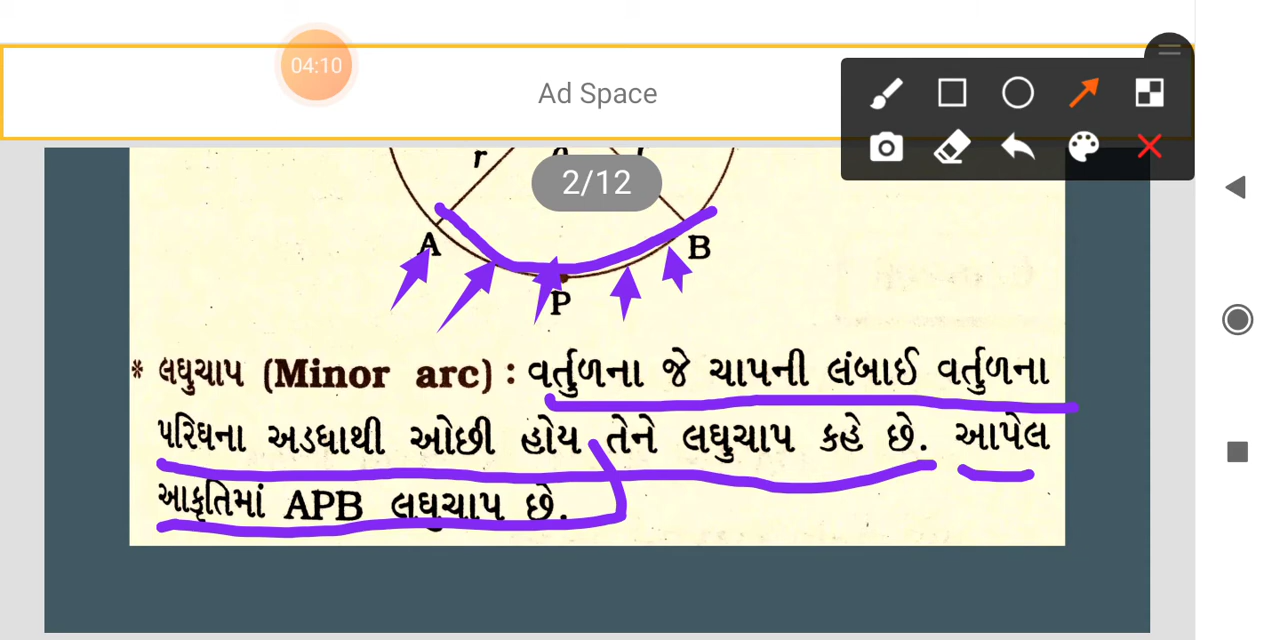 04:10
Ad Space
r
2/12
A
B
P
* લઘુચાપ (Minor arc) : વર્તુળના જે ચાપની લંબાઈ વર્તુળના
પરિઘના અડધાથી ઓછી હોય તેને લઘુચાપ કહે છે. આપેલ
આકૃતિમાં APB લઘુચાપ છે.